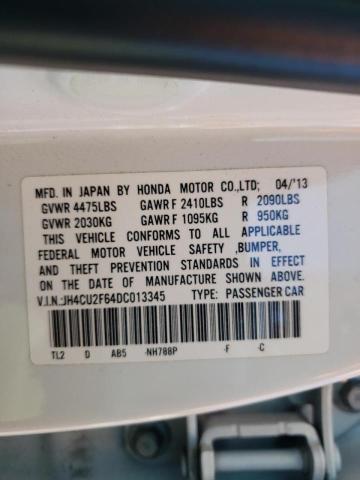 MFD. IN JAPAN BY HONDA MOTOR CO.,LTD; 04/'13
GVWR 4475LBS GAWR F 2410LBS R 2090LBS
GVWR 2030KG GAWR F 1095KG R 950KG
THIS VEHICLE CONFORMS TO ALL APPLICABLE
FEDERAL MOTOR VEHICLE SAFETY ,BUMPER,
AND THEFT PREVENTION STANDARDS IN EFFECT
ON THE DATE OF MANUFACTURE SHOWN ABOVE.
V.I.N.:JH4CU2F64DC013345 TYPE: PASSENGER CAR
TL2 D AB5 -NH788P -F -C